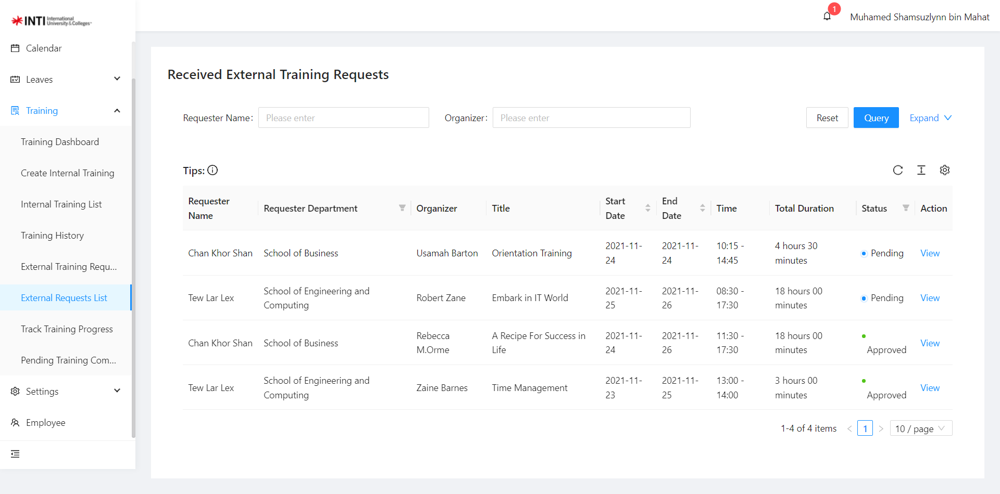 INTI International University & Colleges
1
Muhamed Shamsuzlynn bin Mahat
Calendar
Leaves
Training
Training Dashboard
Create Internal Training
Internal Training List
Training History
External Training Requ...
External Requests List
Track Training Progress
Pending Training Com...
Settings
Employee
Received External Training Requests
Requester Name: Please enter
Organizer: Please enter
Reset
Query
Expand
Tips:
Requester Name
Requester Department
Organizer
Title
Start Date
End Date
Time
Total Duration
Status
Action
Chan Khor Shan
School of Business
Usamah Barton
Orientation Training
2021-11-
24
2021-11-
24
10:15 -
14:45
4 hours 30
minutes
Pending
View
Tew Lar Lex
School of Engineering and
Computing
Robert Zane
Embark in IT World
2021-11-
25
2021-11-
26
08:30 -
17:30
18 hours 00
minutes
Pending
View
Chan Khor Shan
School of Business
Rebecca
M.Orme
A Recipe For Success in
Life
2021-11-
24
2021-11-
26
11:30 -
17:30
18 hours 00
minutes
Approved
View
Tew Lar Lex
School of Engineering and
Computing
Zaine Barnes
Time Management
2021-11-
23
2021-11-
25
13:00 -
14:00
3 hours 00
minutes
Approved
View
1-4 of 4 items
1
10 / page